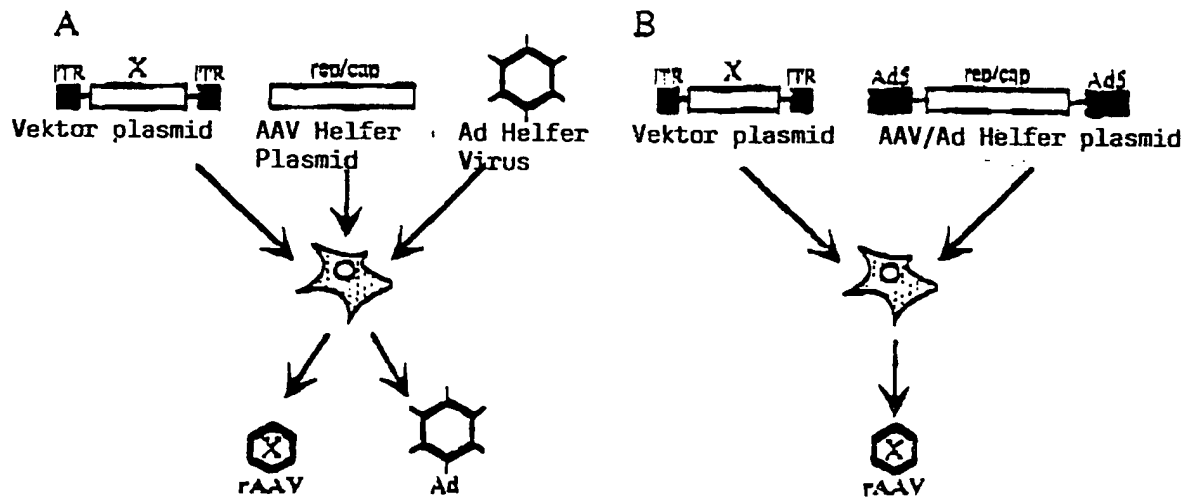 A
ITR X ITR
rep/cap
Vektor plasmid
AAV Helfer
Plasmid
Ad Helfer
Virus
rAAV
Ad
B
ITR X ITR
Ad5 rep/cap Ad5
Vektor plasmid
AAV/Ad Helfer plasmid
X
rAAV
X